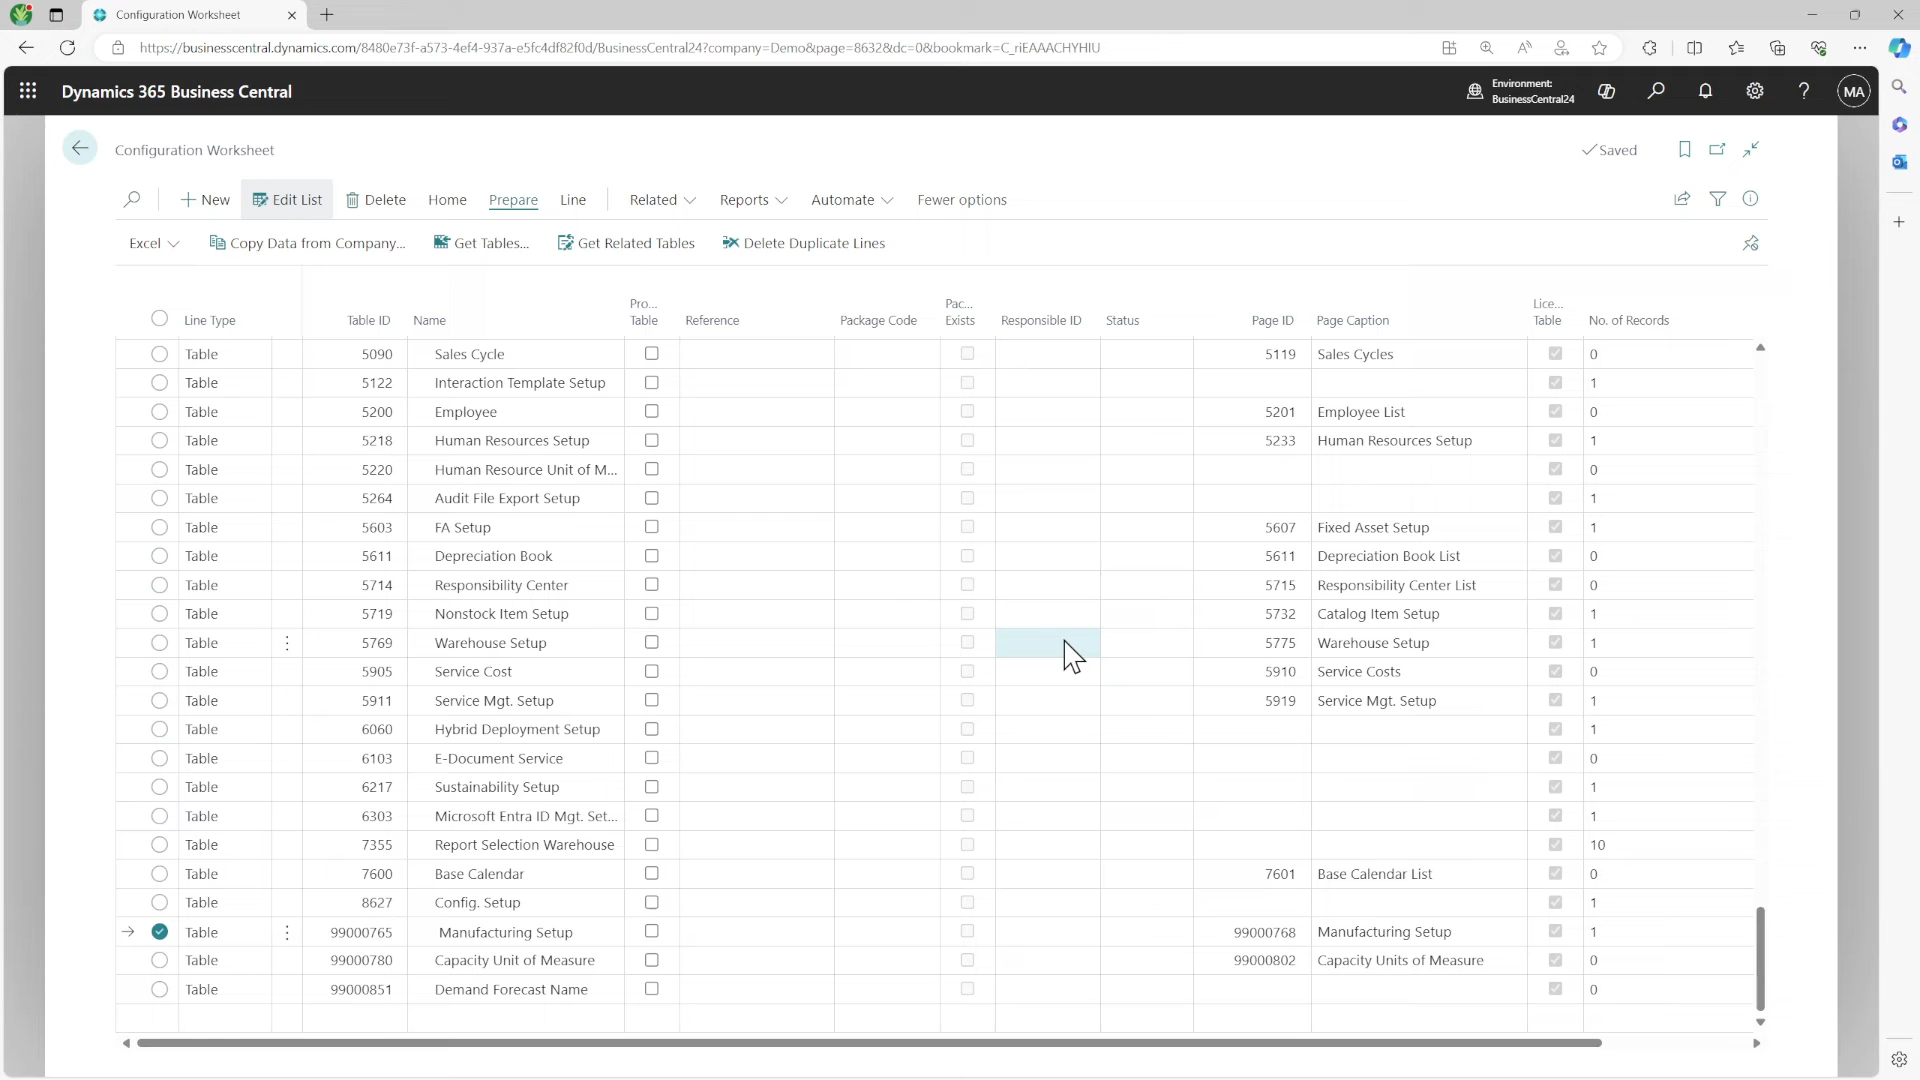 Configuration Worksheet
https://businesscentral.dynamics.com/8480e73f-a573-4ef4-937a-e5fc4df82f0d/BusinessCentral24?company=Demo&page=8632&dc=0&bookmark=C_riEAAACHYHIU
Dynamics 365 Business Central
Environment:
BusinessCentral24
MA
Configuration Worksheet
Saved
New Edit List Delete Home Prepare Line Related Reports Automate Fewer options
Excel Copy Data from Company... Get Tables... Get Related Tables Delete Duplicate Lines
Line Type Table ID Name Pro... Table Reference Package Code Pac... Exists Responsible ID Status Page ID Page Caption Lice... Table No. of Records
Table 5090 Sales Cycle 5119 Sales Cycles 0
Table 5122 Interaction Template Setup 1
Table 5200 Employee 5201 Employee List 0
Table 5218 Human Resources Setup 5233 Human Resources Setup 1
Table 5220 Human Resource Unit of M... 0
Table 5264 Audit File Export Setup 1
Table 5603 FA Setup 5607 Fixed Asset Setup 1
Table 5611 Depreciation Book 5611 Depreciation Book List 0
Table 5714 Responsibility Center 5715 Responsibility Center List 0
Table 5719 Nonstock Item Setup 5732 Catalog Item Setup 1
Table 5769 Warehouse Setup 5775 Warehouse Setup 1
Table 5905 Service Cost 5910 Service Costs 0
Table 5911 Service Mgt. Setup 5919 Service Mgt. Setup 1
Table 6060 Hybrid Deployment Setup 1
Table 6103 E-Document Service 0
Table 6217 Sustainability Setup 1
Table 6303 Microsoft Entra ID Mgt. Set... 1
Table 7355 Report Selection Warehouse 10
Table 7600 Base Calendar 7601 Base Calendar List 0
Table 8627 Config. Setup 1
Table 99000765 Manufacturing Setup 99000768 Manufacturing Setup 1
Table 99000780 Capacity Unit of Measure 99000802 Capacity Units of Measure 0
Table 99000851 Demand Forecast Name 0